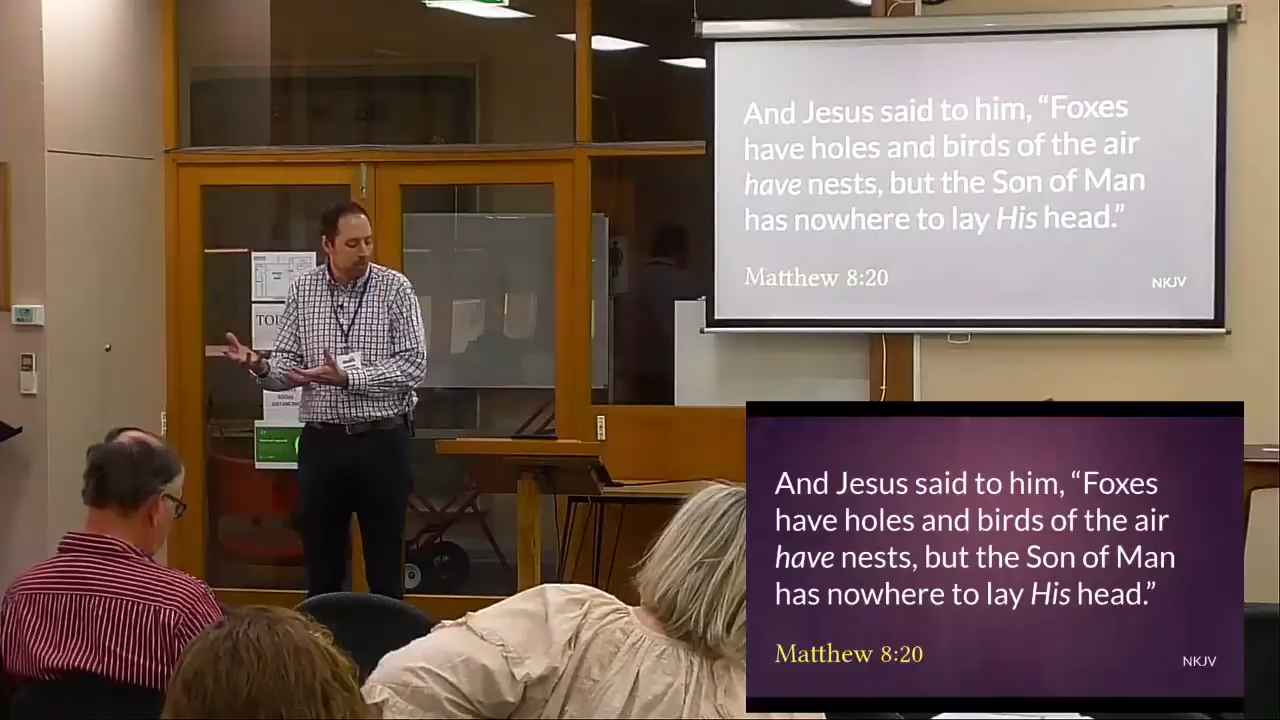 And Jesus said to him, “Foxes
have holes and birds of the air
have nests, but the Son of Man
has nowhere to lay His head.”
Matthew 8:20
NKJV
SOCIAL
DISTANCING
And Jesus said to him, “Foxes
have holes and birds of the air
have nests, but the Son of Man
has nowhere to lay His head.”
Matthew 8:20
NKJV